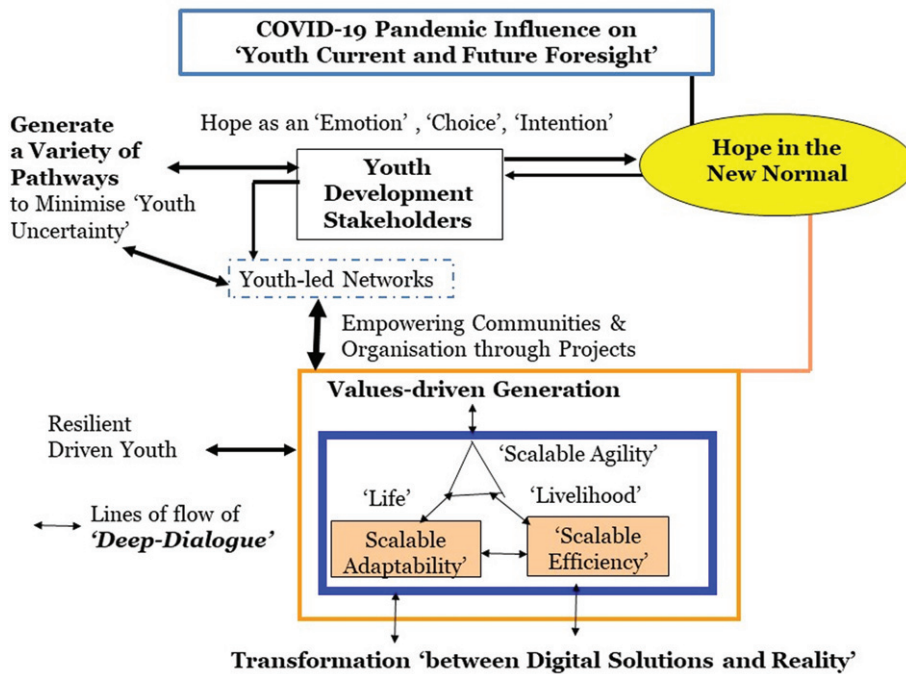 COVID-19 Pandemic Influence on
‘Youth Current and Future Foresight’
Generate
a Variety of
Pathways
to Minimise ‘Youth
Uncertainty’
Hope as an ‘Emotion’ , ‘Choice’, ‘Intention’
Youth
Development
Stakeholders
Hope in the
New Normal
Youth-led Networks
Empowering Communities &
Organisation through Projects
Values-driven Generation
Resilient
Driven Youth
‘Scalable Agility’
‘Life’
‘Livelihood’
Lines of flow of
‘Deep-Dialogue’
Scalable
Adaptability’
‘Scalable
Efficiency’
Transformation ‘between Digital Solutions and Reality’